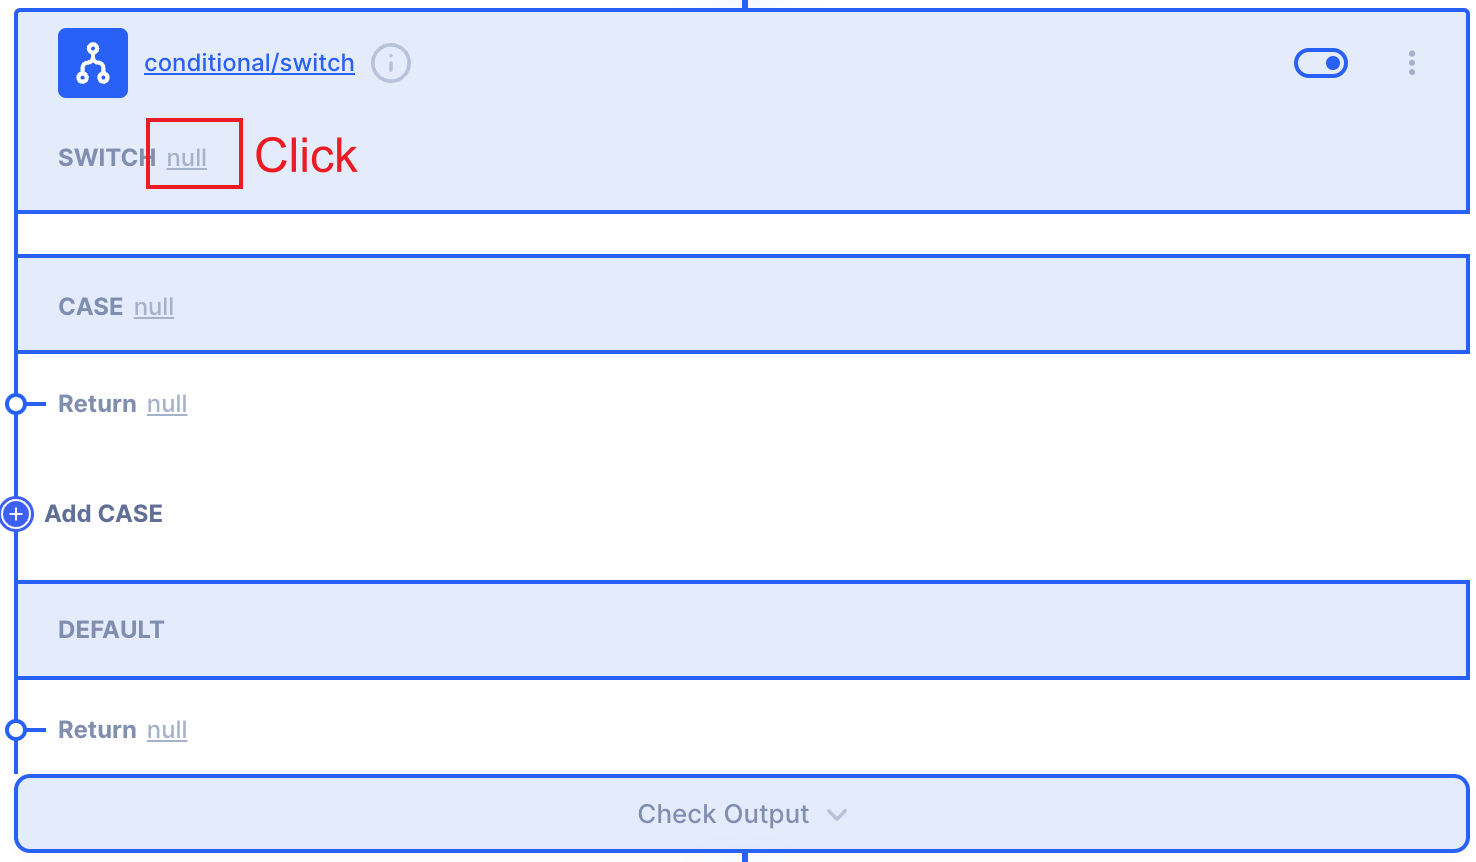 conditional/switch
SWITCH null Click
CASE null
Return null
Add CASE
DEFAULT
Return null
Check Output